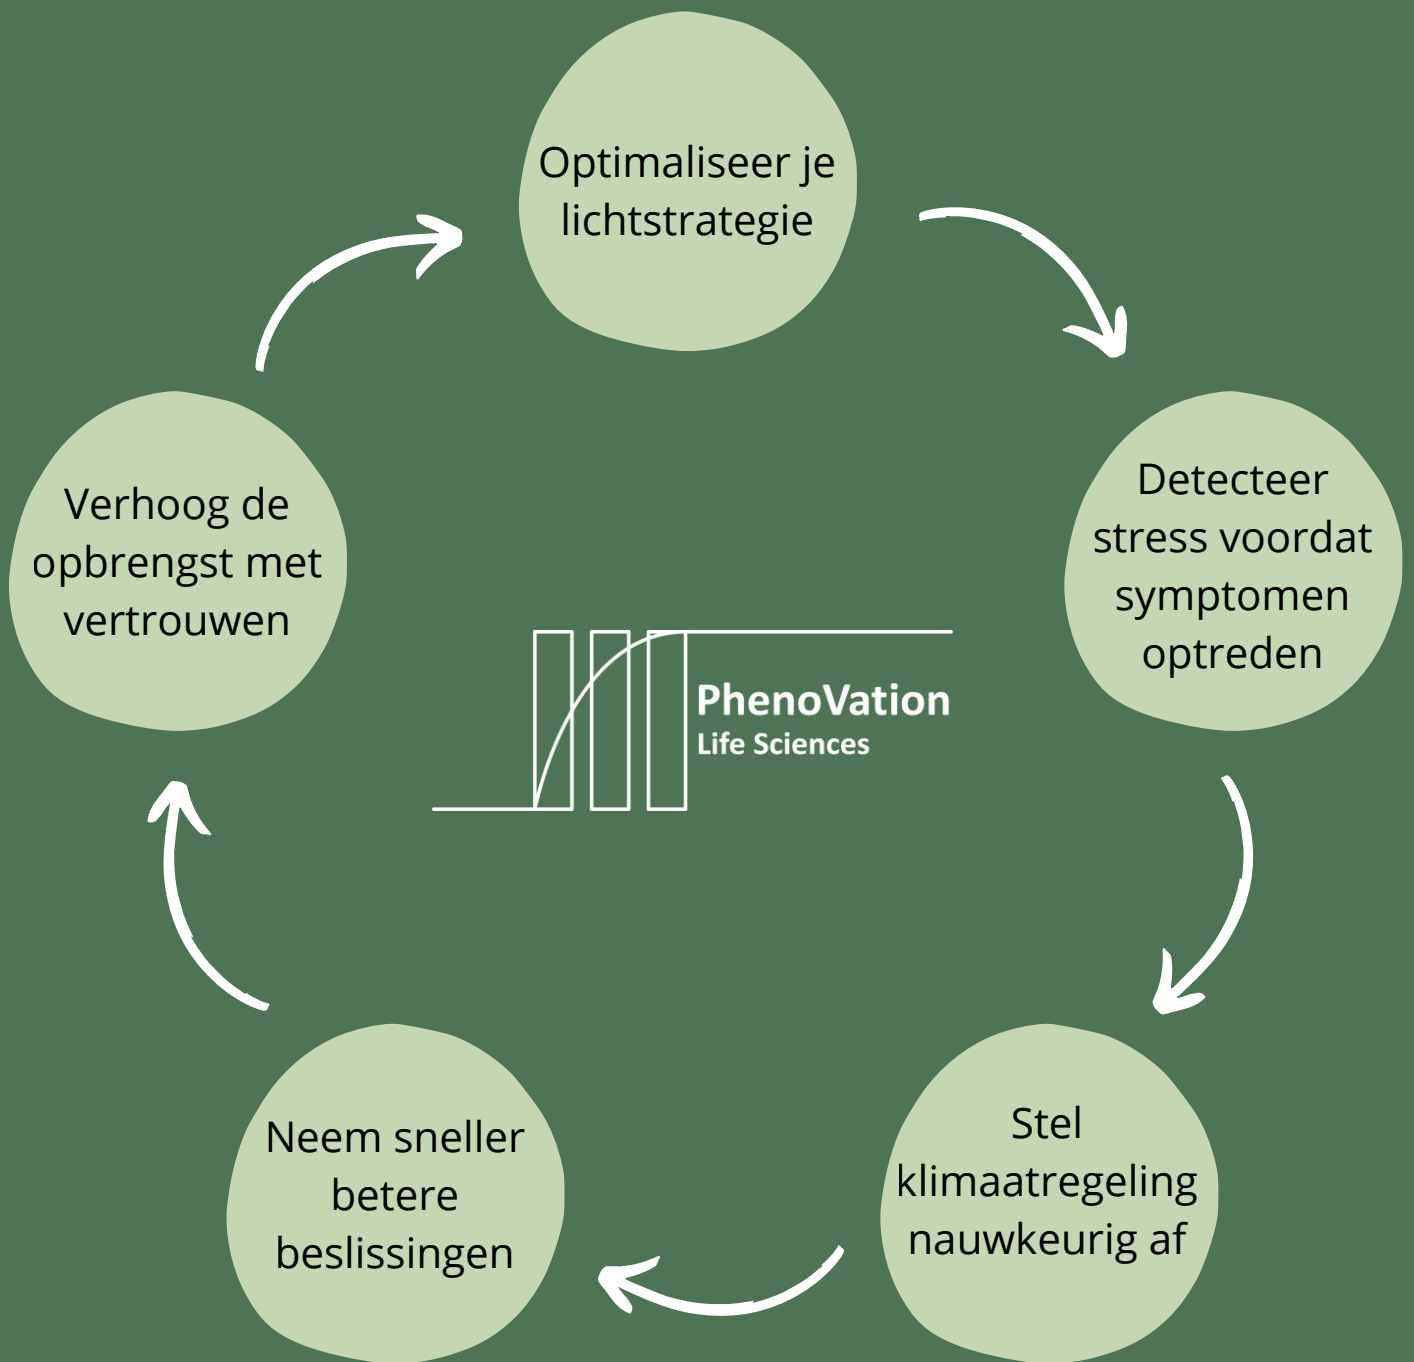 Optimaliseer je
lichtstrategie
Detecteer
stress voordat
symptomen
optreden
Stel
klimaatregeling
nauwkeurig af
Neem sneller
betere
beslissingen
Verhoog de
opbrengst met
vertrouwen
PhenoVation
Life Sciences